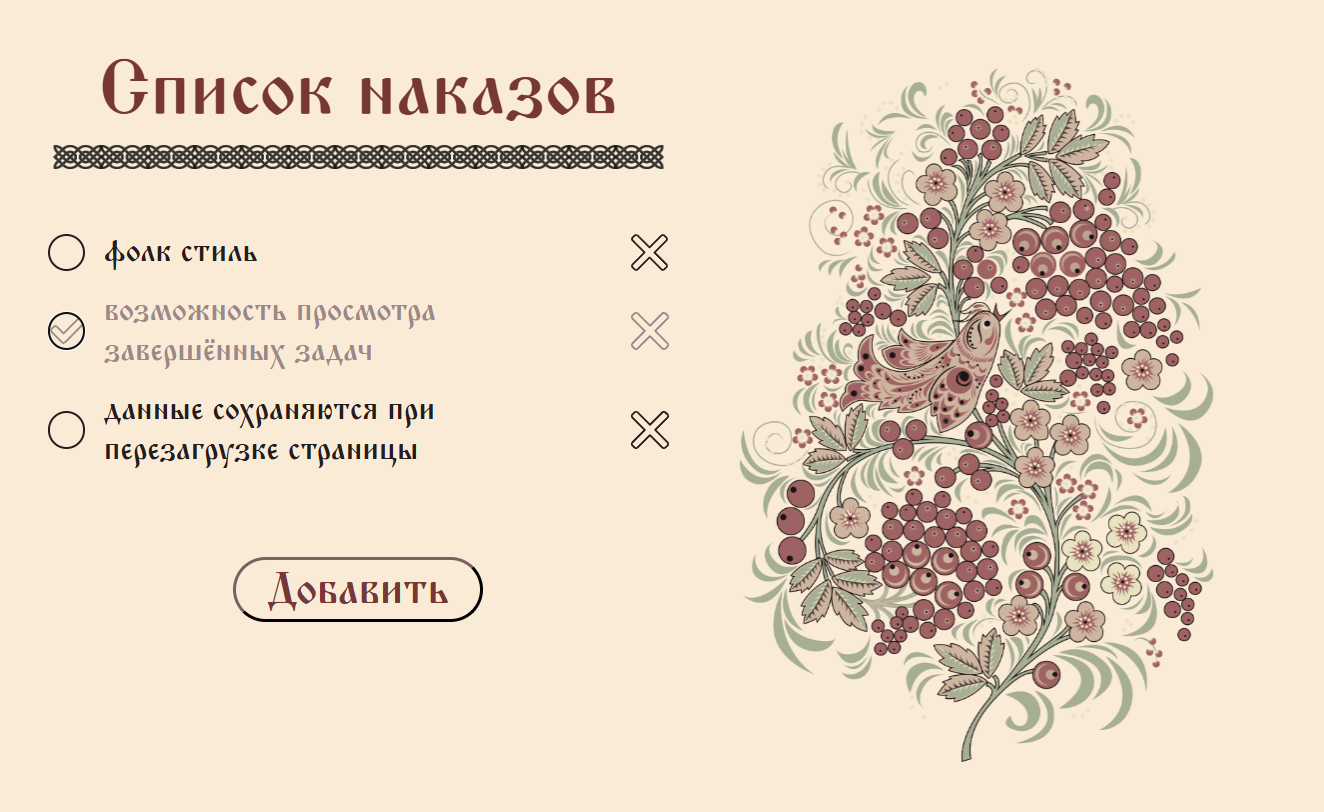 Список наказов
фолк стиль
возможность просмотра
завершённых задач
данные сохраняются при
перезагрузке страницы
Добавить